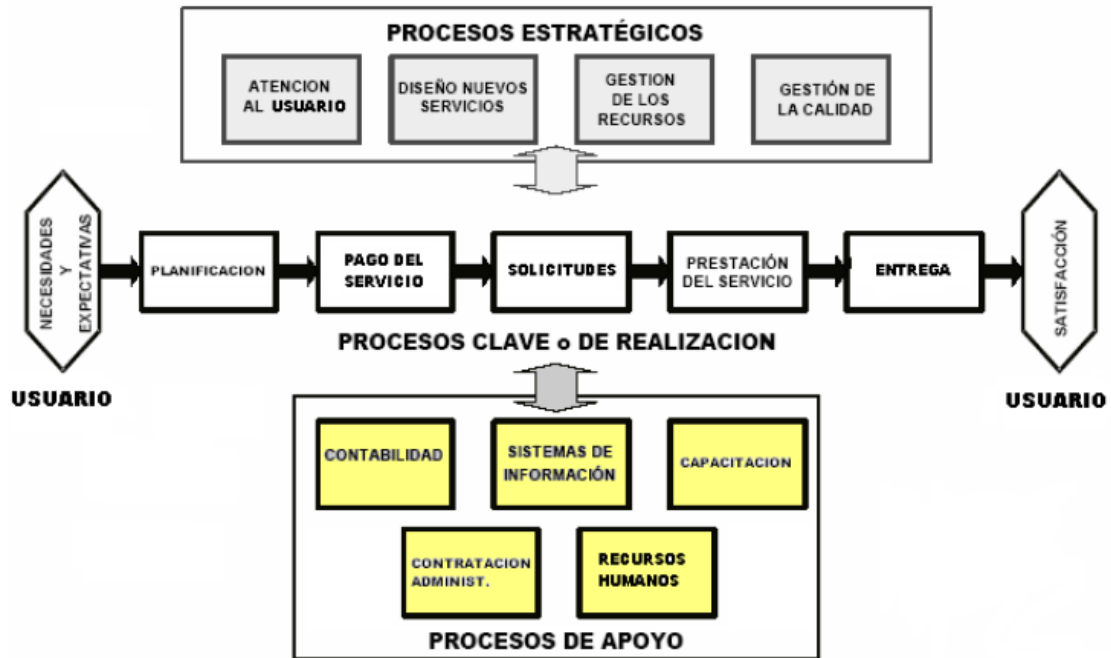 PROCESOS ESTRATÉGICOS
ATENCION
AL USUARIO
DISEÑO NUEVOS
SERVICIOS
GESTION
DE LOS
RECURSOS
GESTIÓN DE
LA CALIDAD
NECESIDADES
Y
EXPECTATIVAS
USUARIO
PLANIFICACION
PAGO DEL
SERVICIO
SOLICITUDES
PRESTACIÓN
DEL SERVICIO
ENTREGA
SATISFACCIÓN
USUARIO
PROCESOS CLAVE o DE REALIZACION
CONTABILIDAD
SISTEMAS DE
INFORMACIÓN
CAPACITACION
CONTRATACION
ADMINIST.
RECURSOS
HUMANOS
PROCESOS DE APOYO